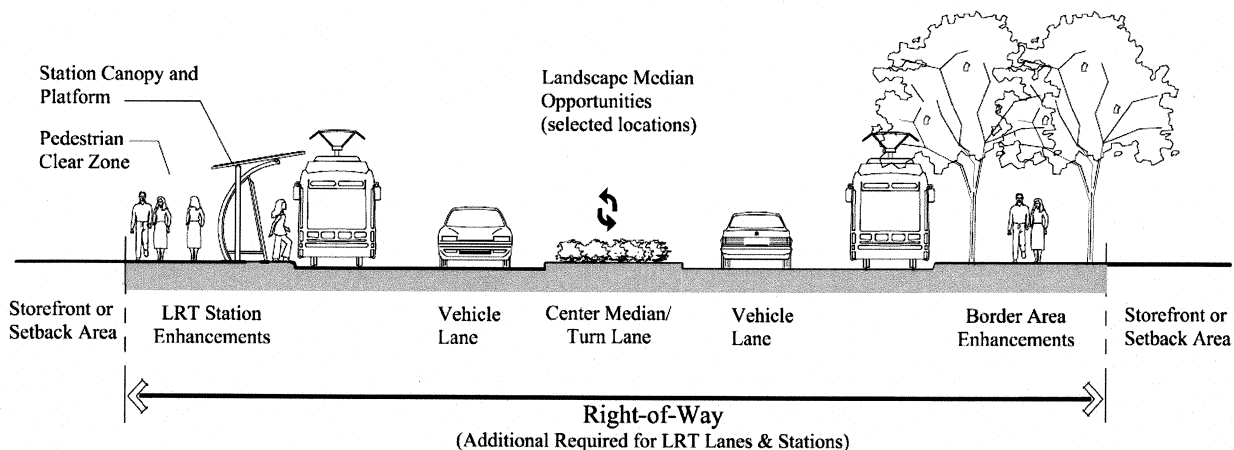 Station Canopy and
Platform
Pedestrian
Clear Zone
Landscape Median
Opportunities
(selected locations)
Storefront or
Setback Area
LRT Station
Enhancements
Vehicle
Lane
Center Median/
Turn Lane
Vehicle
Lane
Border Area
Enhancements
Storefront or
Setback Area
Right-of-Way
(Additional Required for LRT Lanes & Stations)